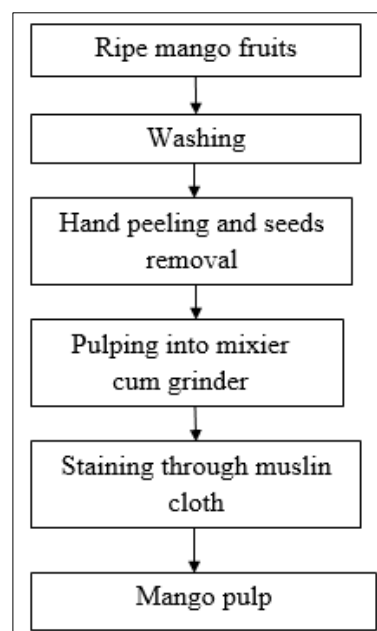 Ripe mango fruits
Washing
Hand peeling and seeds
removal
Pulping into mixier
cum grinder
Staining through muslin
cloth
Mango pulp